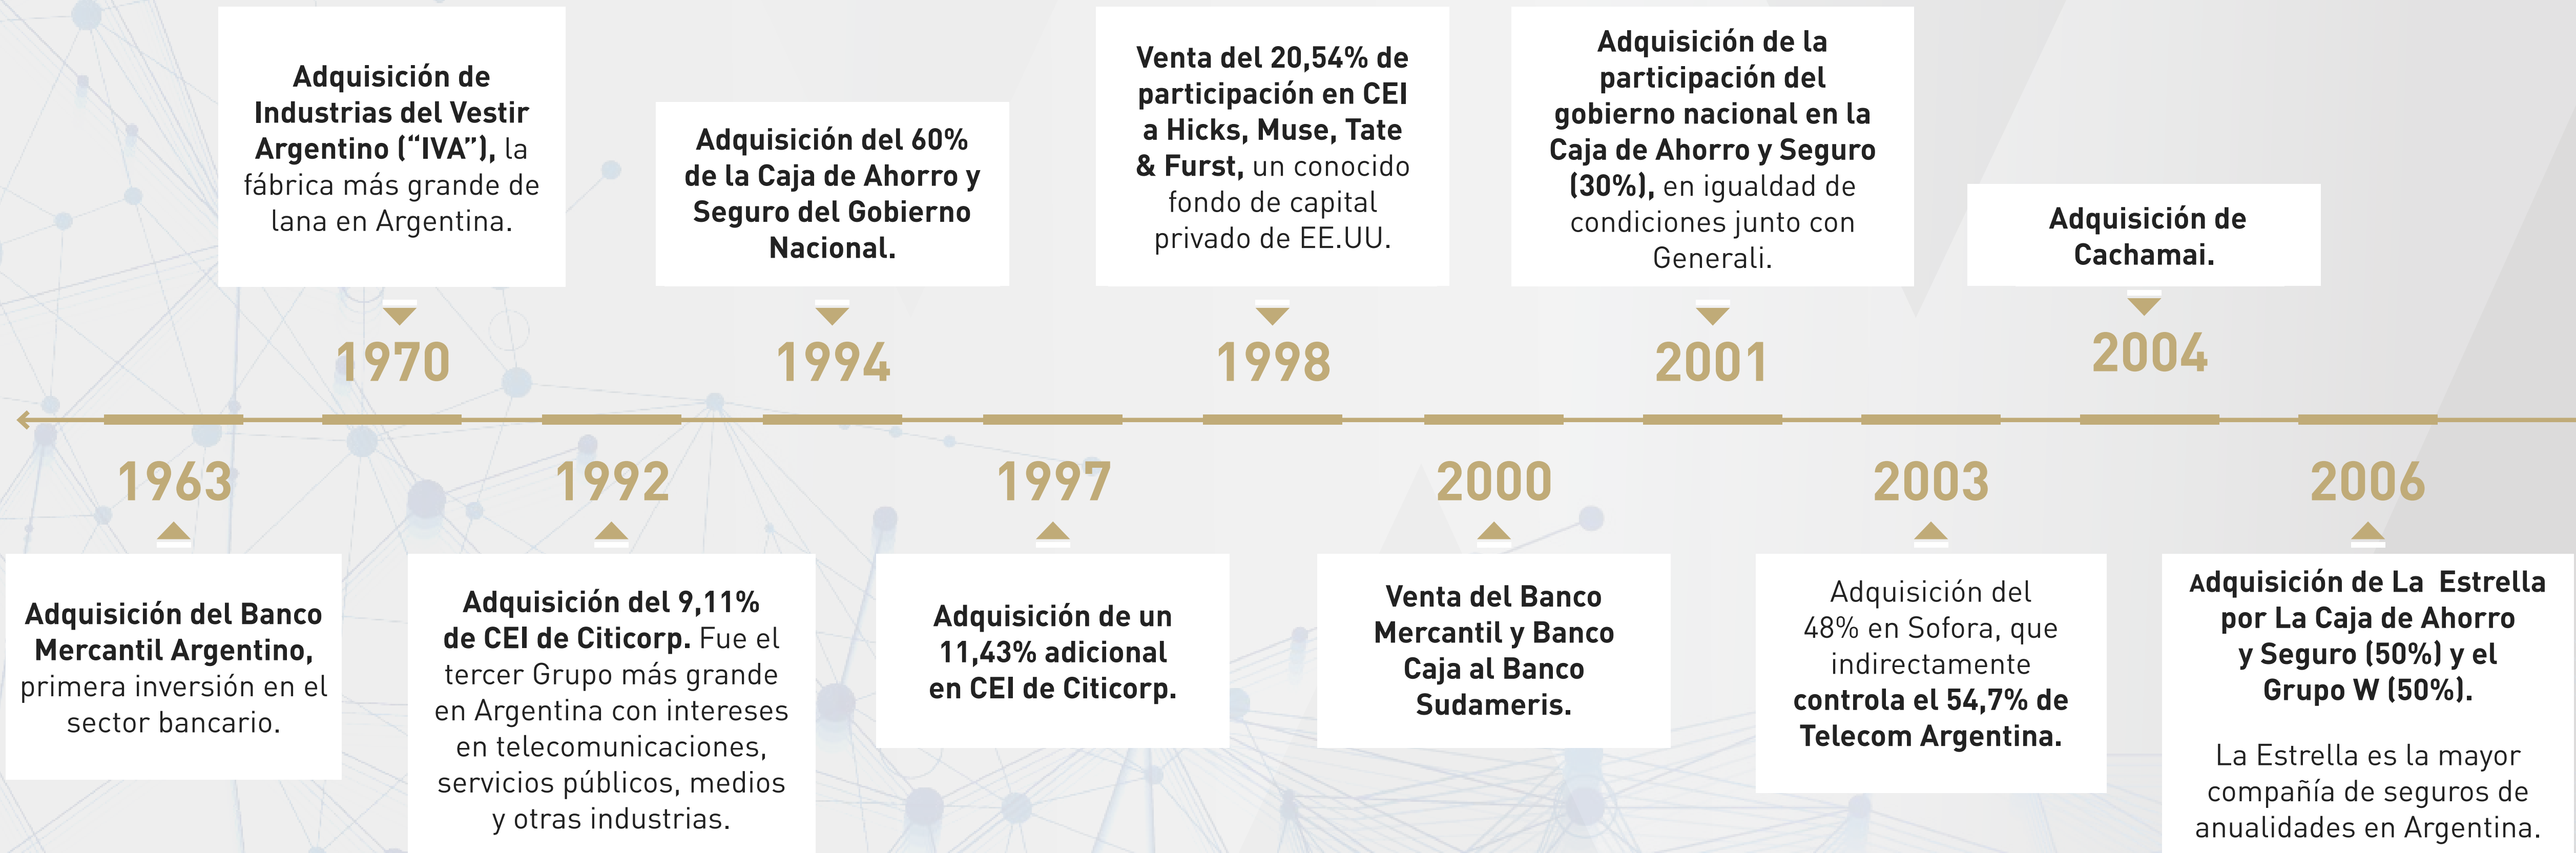 Adquisición de
Industrias del Vestir
Argentino (“IVA”), la
fábrica más grande de
lana en Argentina.
1970
Adquisición del 60%
de la Caja de Ahorro y
Seguro del Gobierno
Nacional.
1994
Venta del 20,54% de
participación en CEI
a Hicks, Muse, Tate
& Furst, un conocido
fondo de capital
privado de EE.UU.
1998
Adquisición de la
participación del
gobierno nacional en la
Caja de Ahorro y Seguro
(30%), en igualdad de
condiciones junto con
Generali.
2001
Adquisición de
Cachamai.
2004
1963
Adquisición del Banco
Mercantil Argentino,
primera inversión en el
sector bancario.
1992
Adquisición del 9,11%
de CEI de Citicorp. Fue el
tercer Grupo más grande
en Argentina con intereses
en telecomunicaciones,
servicios públicos, medios
y otras industrias.
1997
Adquisición de un
11,43% adicional
en CEI de Citicorp.
2000
Venta del Banco
Mercantil y Banco
Caja al Banco
Sudameris.
2003
Adquisición del
48% en Sofora, que
indirectamente
controla el 54,7% de
Telecom Argentina.
2006
Adquisición de La Estrella
por La Caja de Ahorro
y Seguro (50%) y el
Grupo W (50%).
La Estrella es la mayor
compañía de seguros de
anualidades en Argentina.